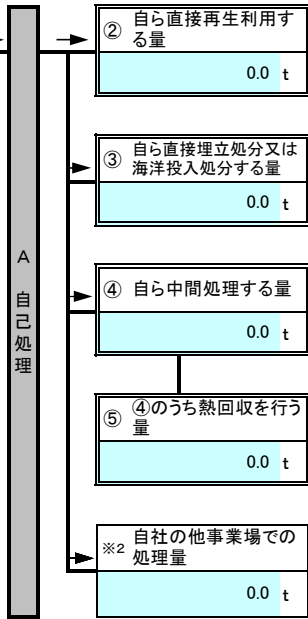 A
自己処理
② 自ら直接再生利用す
る量
0.0 t
③ 自ら直接埋立処分又は
海洋投入処分する量
0.0 t
④ 自ら中間処理する量
0.0 t
⑤ ④のうち熱回収を行う
量
0.0 t
※2 自社の他事業場での
処理量
0.0 t